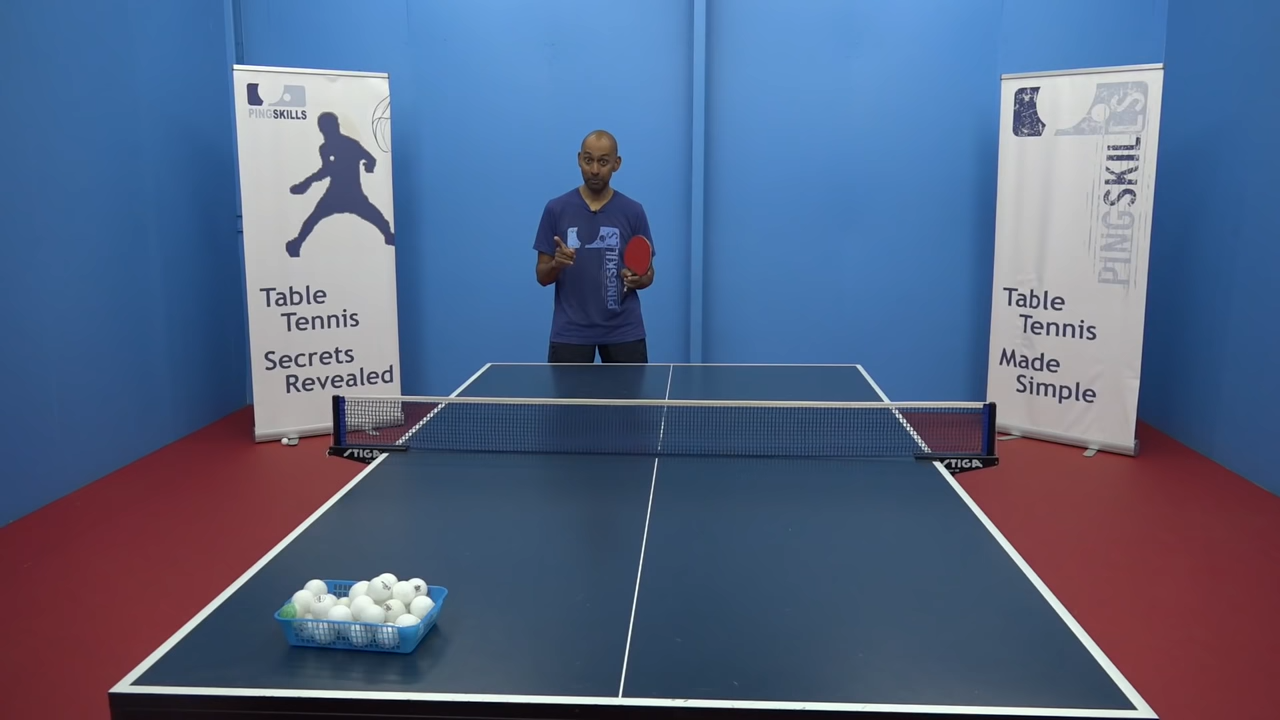 PINGSKILLS
Table
Tennis
Secrets
Revealed
PINGSKILLS
PINGSKILLS
Table
Tennis
Made
Simple
STIGA
STIGA